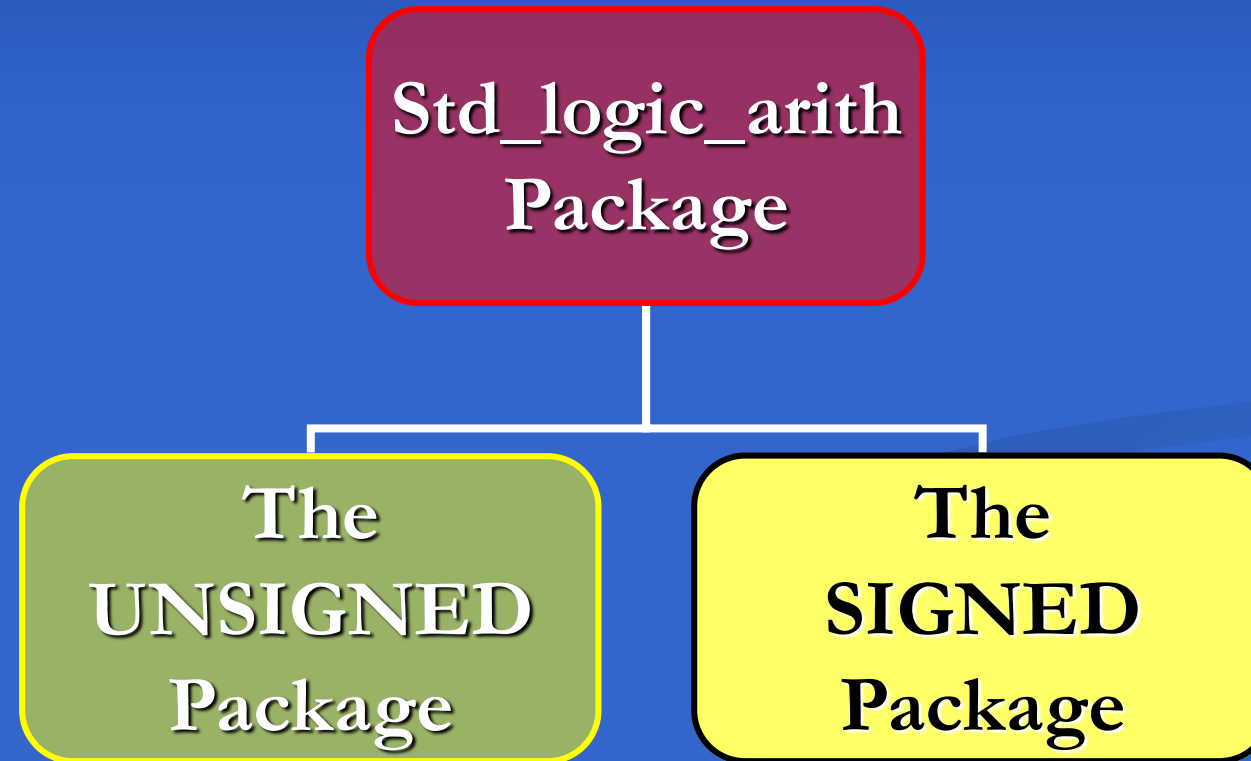 Std_logic_arith
Package
The
UNSIGNED
Package
The
SIGNED
Package